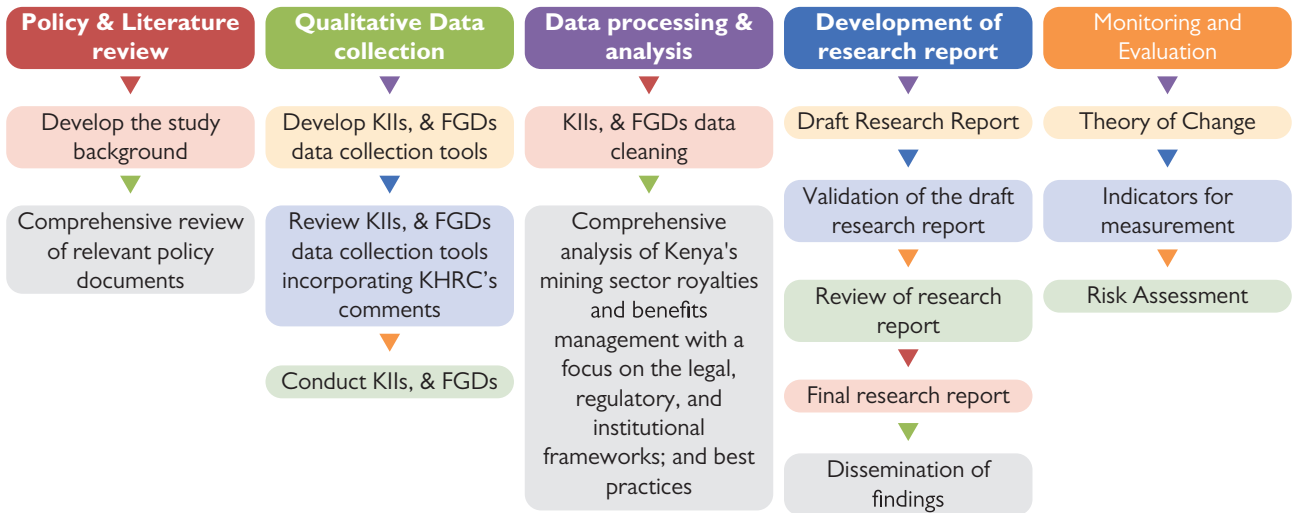 Policy & Literature
review
Develop the study
background
Comprehensive review
of relevant policy
documents
Qualitative Data
collection
Develop KIIs, & FGDs
data collection tools
Review KIIs, & FGDs
data collection tools
incorporating KHRC’s
comments
Conduct KIIs, & FGDs
Data processing &
analysis
KIIs, & FGDs data
cleaning
Comprehensive
analysis of Kenya's
mining sector royalties
and benefits
management with a
focus on the legal,
regulatory, and
institutional
frameworks; and best
practices
Development of
research report
Draft Research Report
Validation of the draft
research report
Review of research
report
Final research report
Dissemination of
findings
Monitoring and
Evaluation
Theory of Change
Indicators for
measurement
Risk Assessment